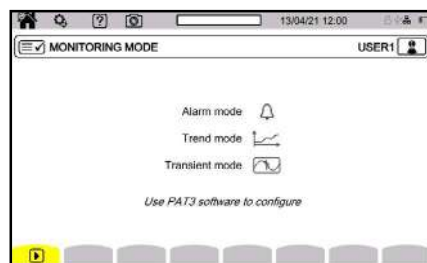 13/04/21 12:00
MONITORING MODE
USER1
Alarm mode
Trend mode
Transient mode
Use PAT3 software to configure